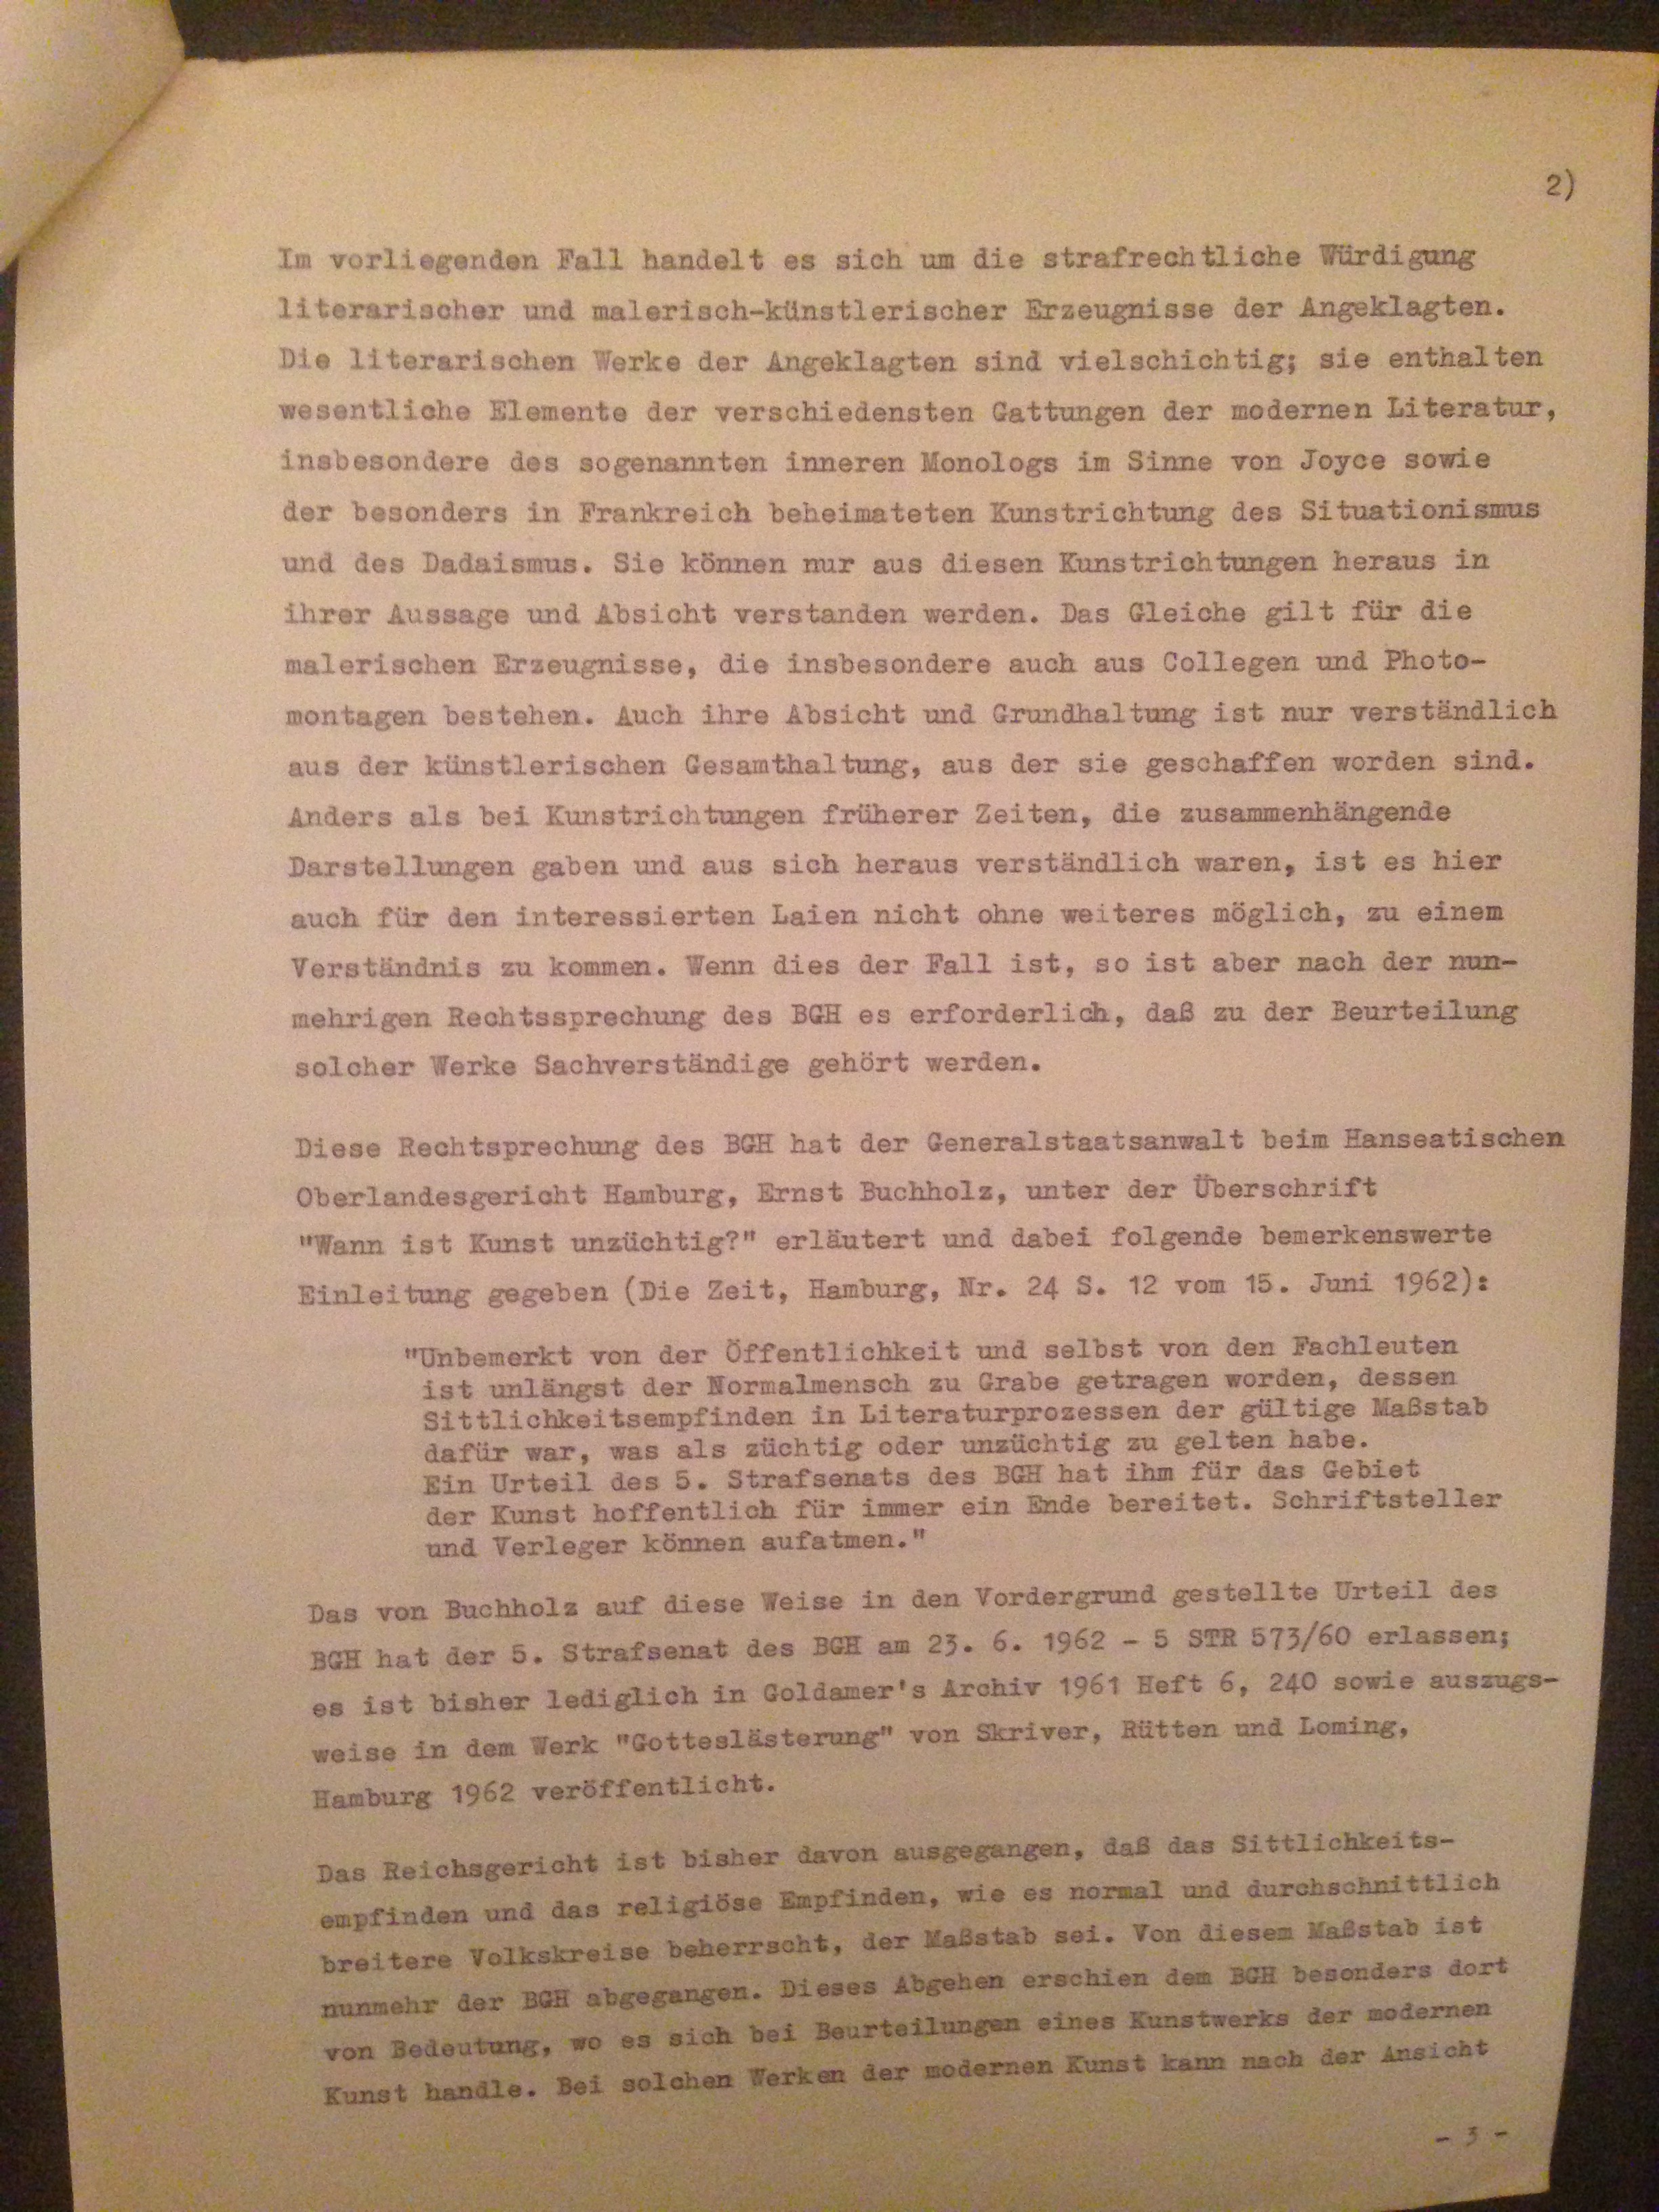 2)
Im vorliegenden Fall handelt es sich um die strafrechtliche Würdigung
literarischer und malerisch-künstlerischer Erzeugnisse der Angeklagten.
Die literarischen Werke der Angeklagten sind vielschichtig; sie enthalten
wesentliche Elemente der verschiedensten Gattungen der modernen Literatur,
insbesondere des sogenannten inneren Monologs im Sinne von Joyce sowie
der besonders in Frankreich beheimateten Kunstrichtung des Situationismus
und des Dadaismus. Sie können nur aus diesen Kunstrichtungen heraus in
ihrer Aussage und Absicht verstanden werden. Das Gleiche gilt für die
malerischen Erzeugnisse, die insbesondere auch aus Collegen und Photo-
montagen bestehen. Auch ihre Absicht und Grundhaltung ist nur verständlich
aus der künstlerischen Gesamthaltung, aus der sie geschaffen worden sind.
Anders als bei Kunstrichtungen früherer Zeiten, die zusammenhängende
Darstellungen gaben und aus sich heraus verständlich waren, ist es hier
auch für den interessierten Laien nicht ohne weiteres möglich, zu einem
Verständnis zu kommen. Wenn dies der Fall ist, so ist aber nach der nun-
mehrigen Rechtssprechung des BGH es erforderlich, daß zu der Beurteilung
solcher Werke Sachverständige gehört werden.
Diese Rechtsprechung des BGH hat der Generalstaatsanwalt beim Hanseatischen
Oberlandesgericht Hamburg, Ernst Buchholz, unter der Überschrift
"Wann ist Kunst unzüchtig?" erläutert und dabei folgende bemerkenswerte
Einleitung gegeben (Die Zeit, Hamburg, Nr. 24 S. 12 vom 15. Juni 1962):
"Unbemerkt von der Öffentlichkeit und selbst von den Fachleuten
ist unlängst der Normalmensch zu Grabe getragen worden, dessen
Sittlichkeitsempfinden in Literaturprozessen der gültige Maßstab
dafür war, was als züchtig oder unzüchtig zu gelten habe.
Ein Urteil des 5. Strafsenats des BGH hat ihm für das Gebiet
der Kunst hoffentlich für immer ein Ende bereitet. Schriftsteller
und Verleger können aufatmen."
Das von Buchholz auf diese Weise in den Vordergrund gestellte Urteil des
BGH hat der 5. Strafsenat des BGH am 23. 6. 1962 - 5 STR 573/60 erlassen;
es ist bisher lediglich in Goldamer's Archiv 1961 Heft 6, 240 sowie auszugs-
weise in dem Werk "Gotteslästerung" von Skriver, Rütten und Loming,
Hamburg 1962 veröffentlicht.
Das Reichsgericht ist bisher davon ausgegangen, daß das Sittlichkeits-
empfinden und das religiöse Empfinden, wie es normal und durchschnittlich
breitere Volkskreise beherrscht, der Maßstab sei. Von diesem Maßstab ist
nunmehr der BGH abgegangen. Dieses Abgehen erschien dem BGH besonders dort
von Bedeutung, wo es sich bei Beurteilungen eines Kunstwerks der modernen
Kunst handle. Bei solchen Werken der modernen Kunst kann nach der Ansicht
- 3 -